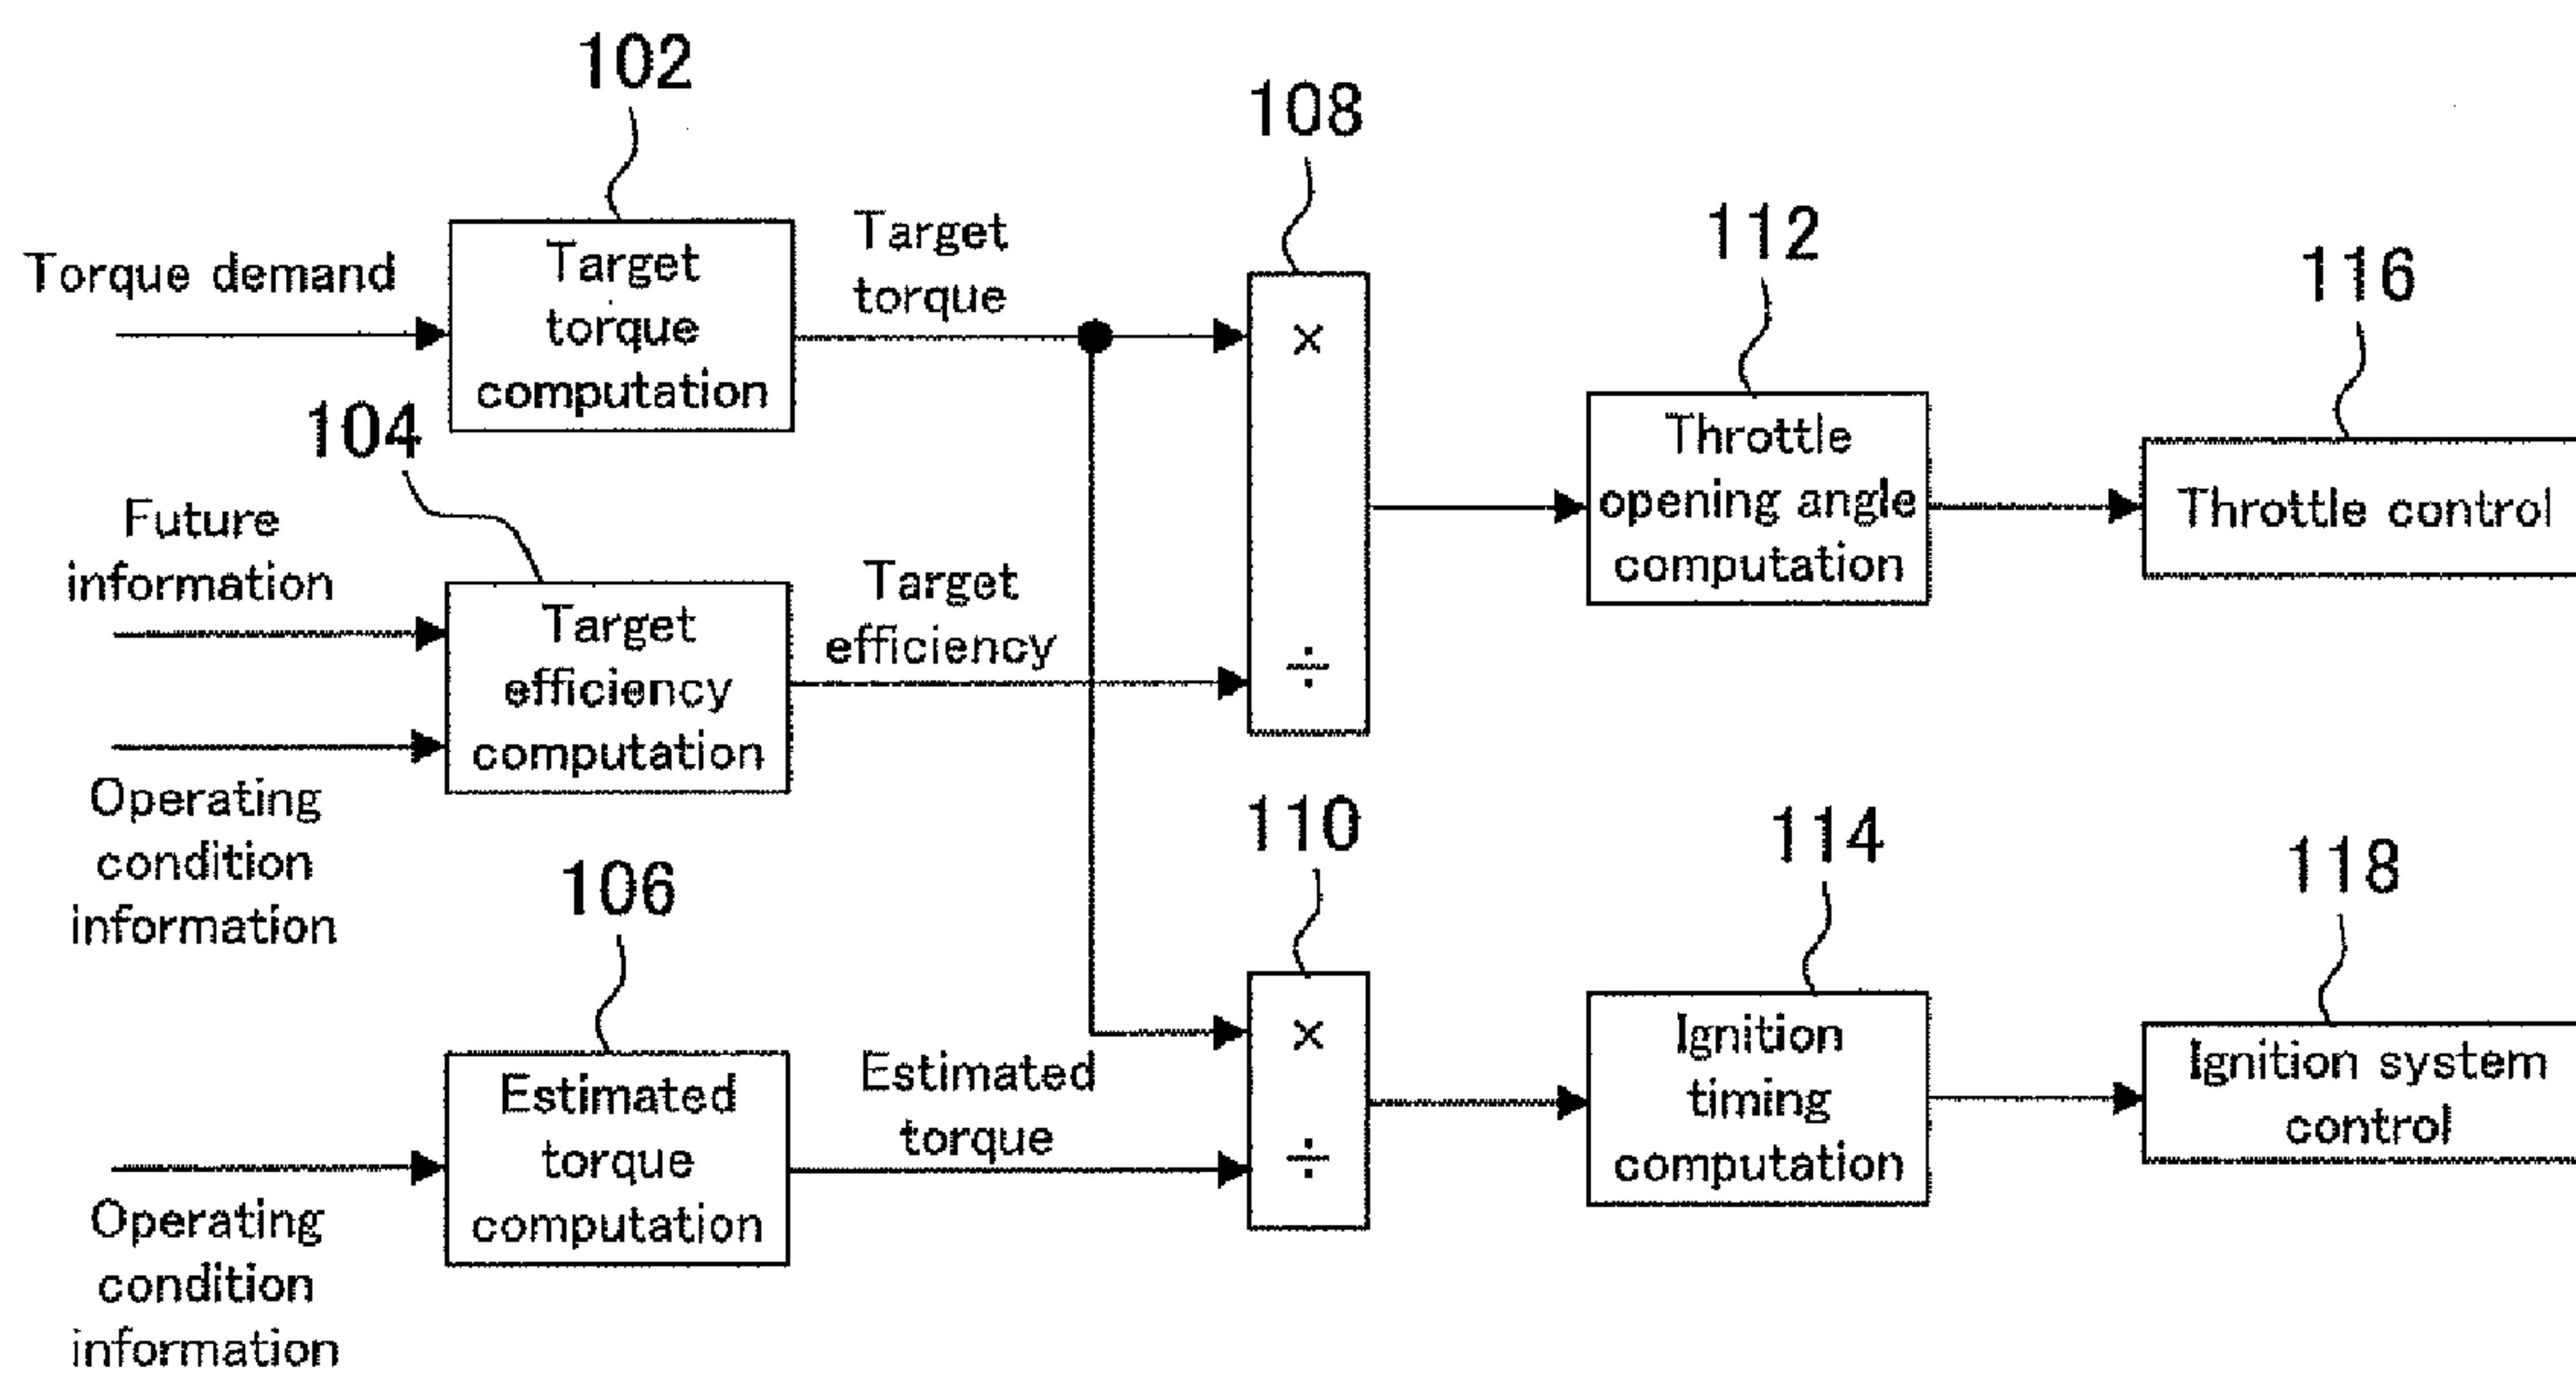 102
108
112
116
Torque demand
Target
torque
computation
Target
torque
×
÷
Throttle
opening angle
computation
Throttle control
104
Future
information
Operating
condition
information
Target
efficiency
computation
Target
efficiency
106
110
114
118
Operating
condition
information
Estimated
torque
computation
Estimated
torque
×
÷
Ignition
timing
computation
Ignition system
control